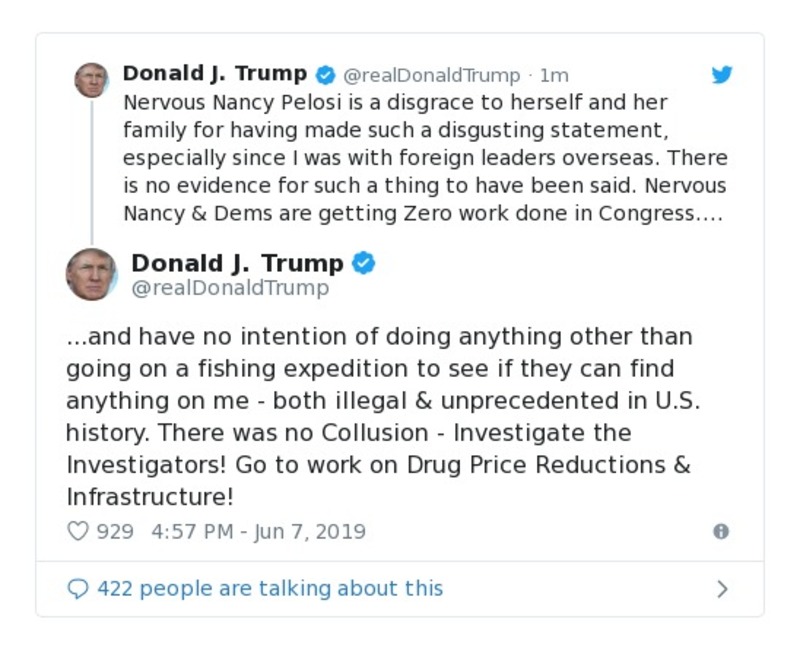 Donald J. Trump @realDonaldTrump · 1m
Nervous Nancy Pelosi is a disgrace to herself and her
family for having made such a disgusting statement,
especially since I was with foreign leaders overseas. There
is no evidence for such a thing to have been said. Nervous
Nancy & Dems are getting Zero work done in Congress....
Donald J. Trump
@realDonaldTrump
...and have no intention of doing anything other than
going on a fishing expedition to see if they can find
anything on me - both illegal & unprecedented in U.S.
history. There was no Collusion - Investigate the
Investigators! Go to work on Drug Price Reductions &
Infrastructure!
929 4:57 PM - Jun 7, 2019
422 people are talking about this